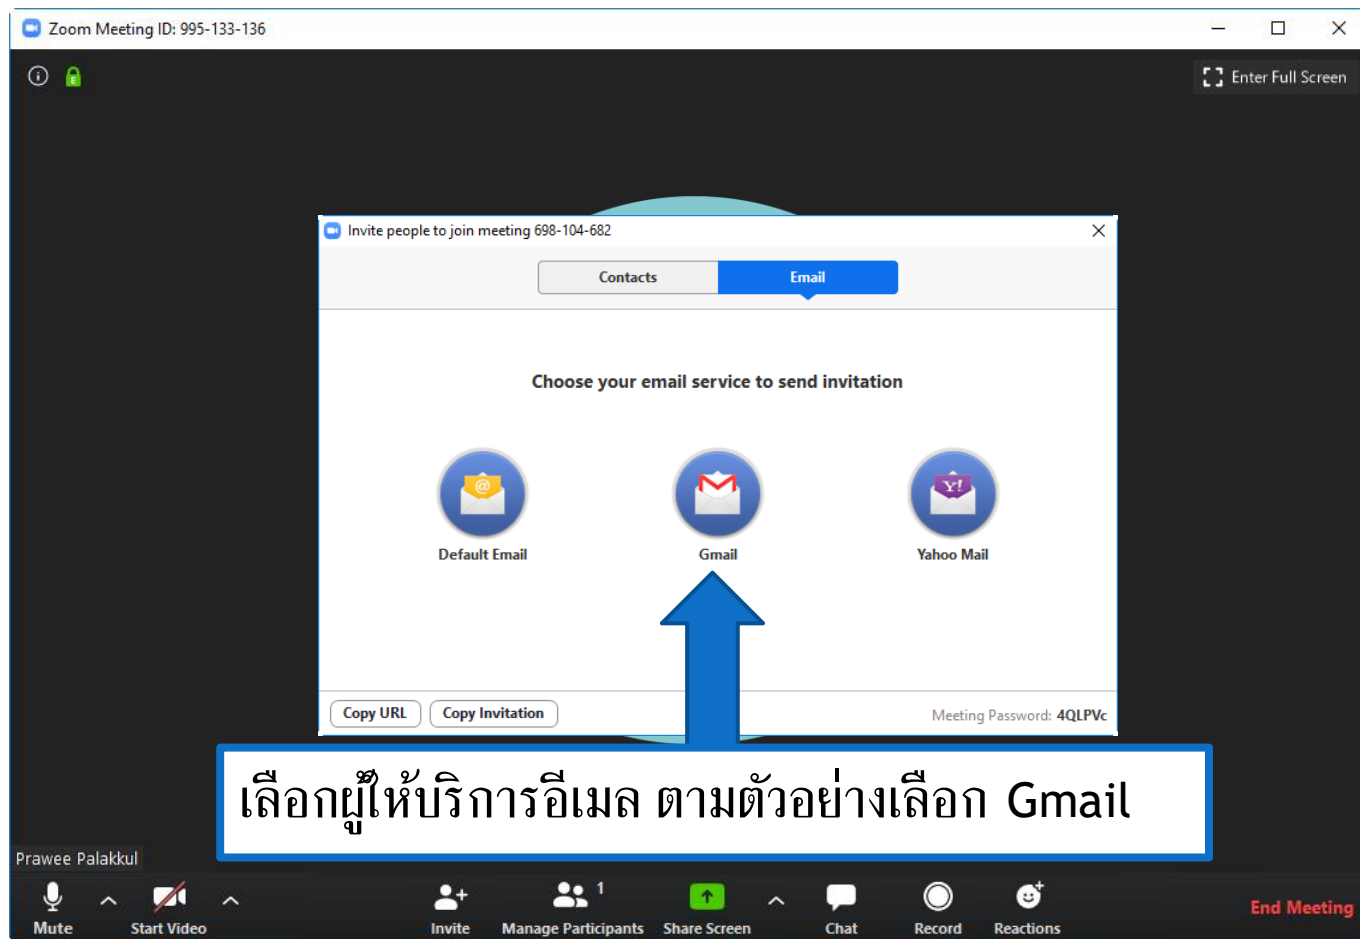 Zoom Meeting ID: 995-133-136
Enter Full Screen
Invite people to join meeting 698-104-682
Contacts
Email
Choose your email service to send invitation
@
Y!
Default Email
Gmail
Yahoo Mail
Copy URL
Copy Invitation
Meeting Password: 4QLPVc
เลือกผู้ให้บริการอีเมล ตามตัวอย่างเลือก Gmail
Prawee Palakkul
1
Mute
Start Video
Invite
Manage Participants
Share Screen
Chat
Record
Reactions
End Meeting